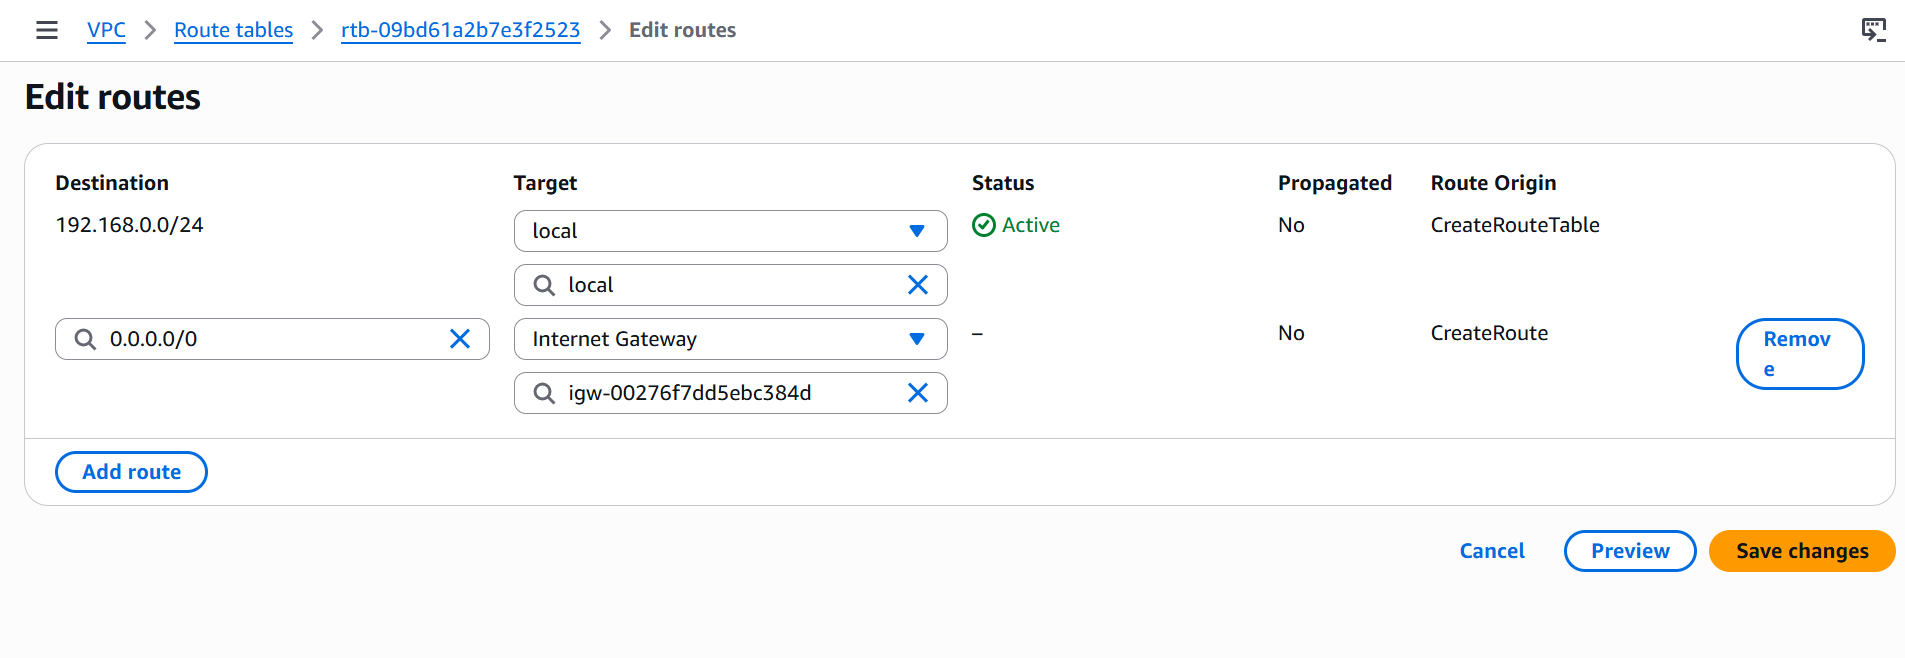 VPC > Route tables > rtb-09bd61a2b7e3f2523 > Edit routes
Edit routes
Destination Target Status Propagated Route Origin
192.168.0.0/24 local Active No CreateRouteTable
local
0.0.0.0/0 Internet Gateway – No CreateRoute Remov
e
igw-00276f7dd5ebc384d
Add route
Cancel Preview Save changes